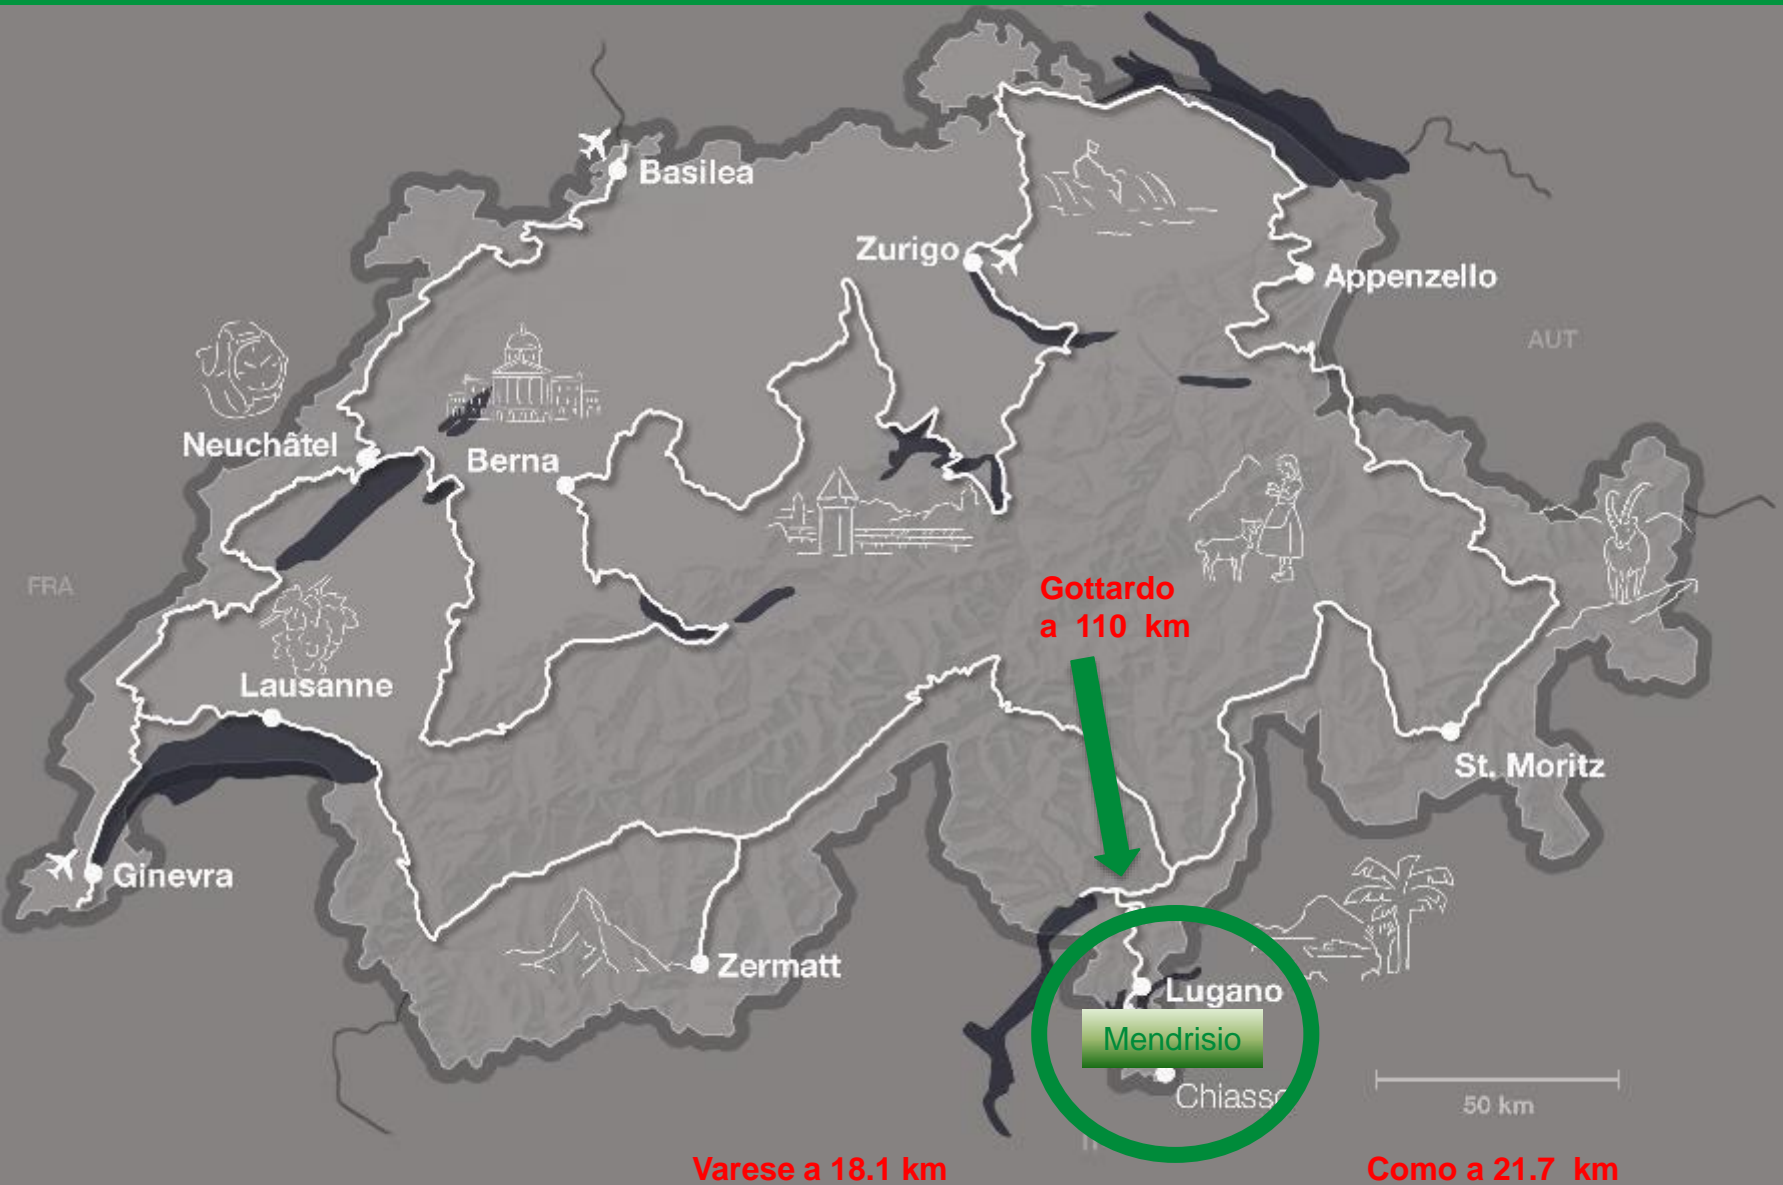 Basilea
Zurigo
Appenzello
AUT
Neuchâtel
Berna
FRA
Gottardo
a 110 km
Lausanne
St. Moritz
Ginevra
Zermatt
Lugano
Mendrisio
Chiasso
50 km
Varese a 18.1 km
Como a 21.7 km